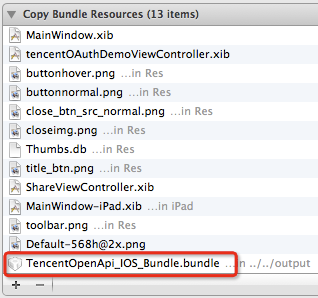 Copy Bundle Resources (13 items)
MainWindow.xib
tencentOAuthDemoViewController.xib
buttonhover.png ...in Res
buttonnormal.png ...in Res
close_btn_src_normal.png ...in Res
closeimg.png ...in Res
Thumbs.db ...in Res
title_btn.png ...in Res
ShareViewController.xib
MainWindow-iPad.xib ...in iPad
toolbar.png ...in Res
Default-568h@2x.png
TencentOpenApi_IOS_Bundle.bundle ...in ../../output